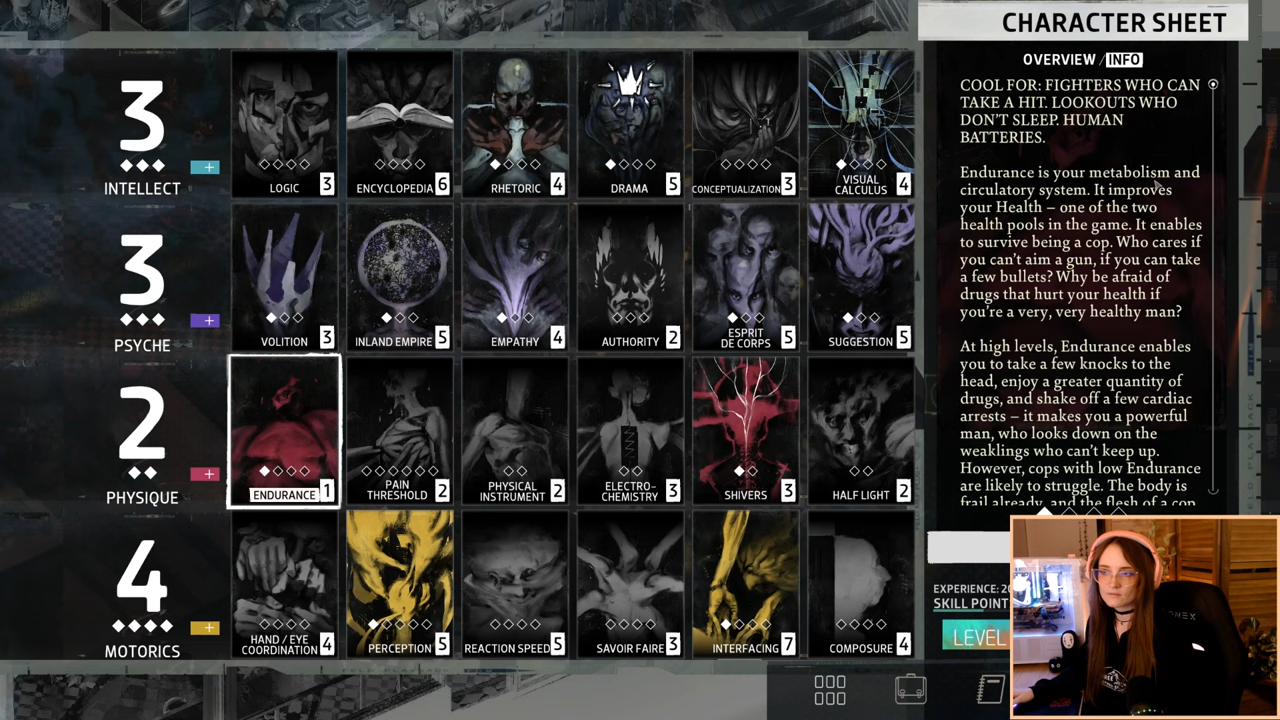 CHARACTER SHEET
OVERVIEW / INFO
3
INTELLECT
LOGIC 3
ENCYCLOPEDIA 6
RHETORIC 4
DRAMA 5
CONCEPTUALIZATION 3
VISUAL
CALCULUS 4
3
PSYCHE
VOLITION 3
INLAND EMPIRE 5
EMPATHY 4
AUTHORITY 2
ESPRIT
DE CORPS 5
SUGGESTION 5
2
PHYSIQUE
ENDURANCE 1
PAIN
THRESHOLD 2
PHYSICAL
INSTRUMENT 2
ELECTRO-
CHEMISTRY 3
SHIVERS 3
HALF LIGHT 2
4
MOTORICS
HAND / EYE
COORDINATION 4
PERCEPTION 5
REACTION SPEED 5
SAVOIR FAIRE 3
INTERFACING 7
COMPOSURE 4
COOL FOR: FIGHTERS WHO CAN
TAKE A HIT. LOOKOUTS WHO
DON'T SLEEP. HUMAN
BATTERIES.
Endurance is your metabolism and
circulatory system. It improves
your Health – one of the two
health pools in the game. It enables
to survive being a cop. Who cares if
you can't aim a gun, if you can take
a few bullets? Why be afraid of
drugs that hurt your health if
you're a very, very healthy man?
At high levels, Endurance enables
you to take a few knocks to the
head, enjoy a greater quantity of
drugs, and shake off a few cardiac
arrests – it makes you a powerful
man, who looks down on the
weaklings who can't keep up.
However, cops with low Endurance
are likely to struggle. The body is
frail already, and the flesh of a cop
EXPERIENCE: 20
SKILL POINT
LEVEL